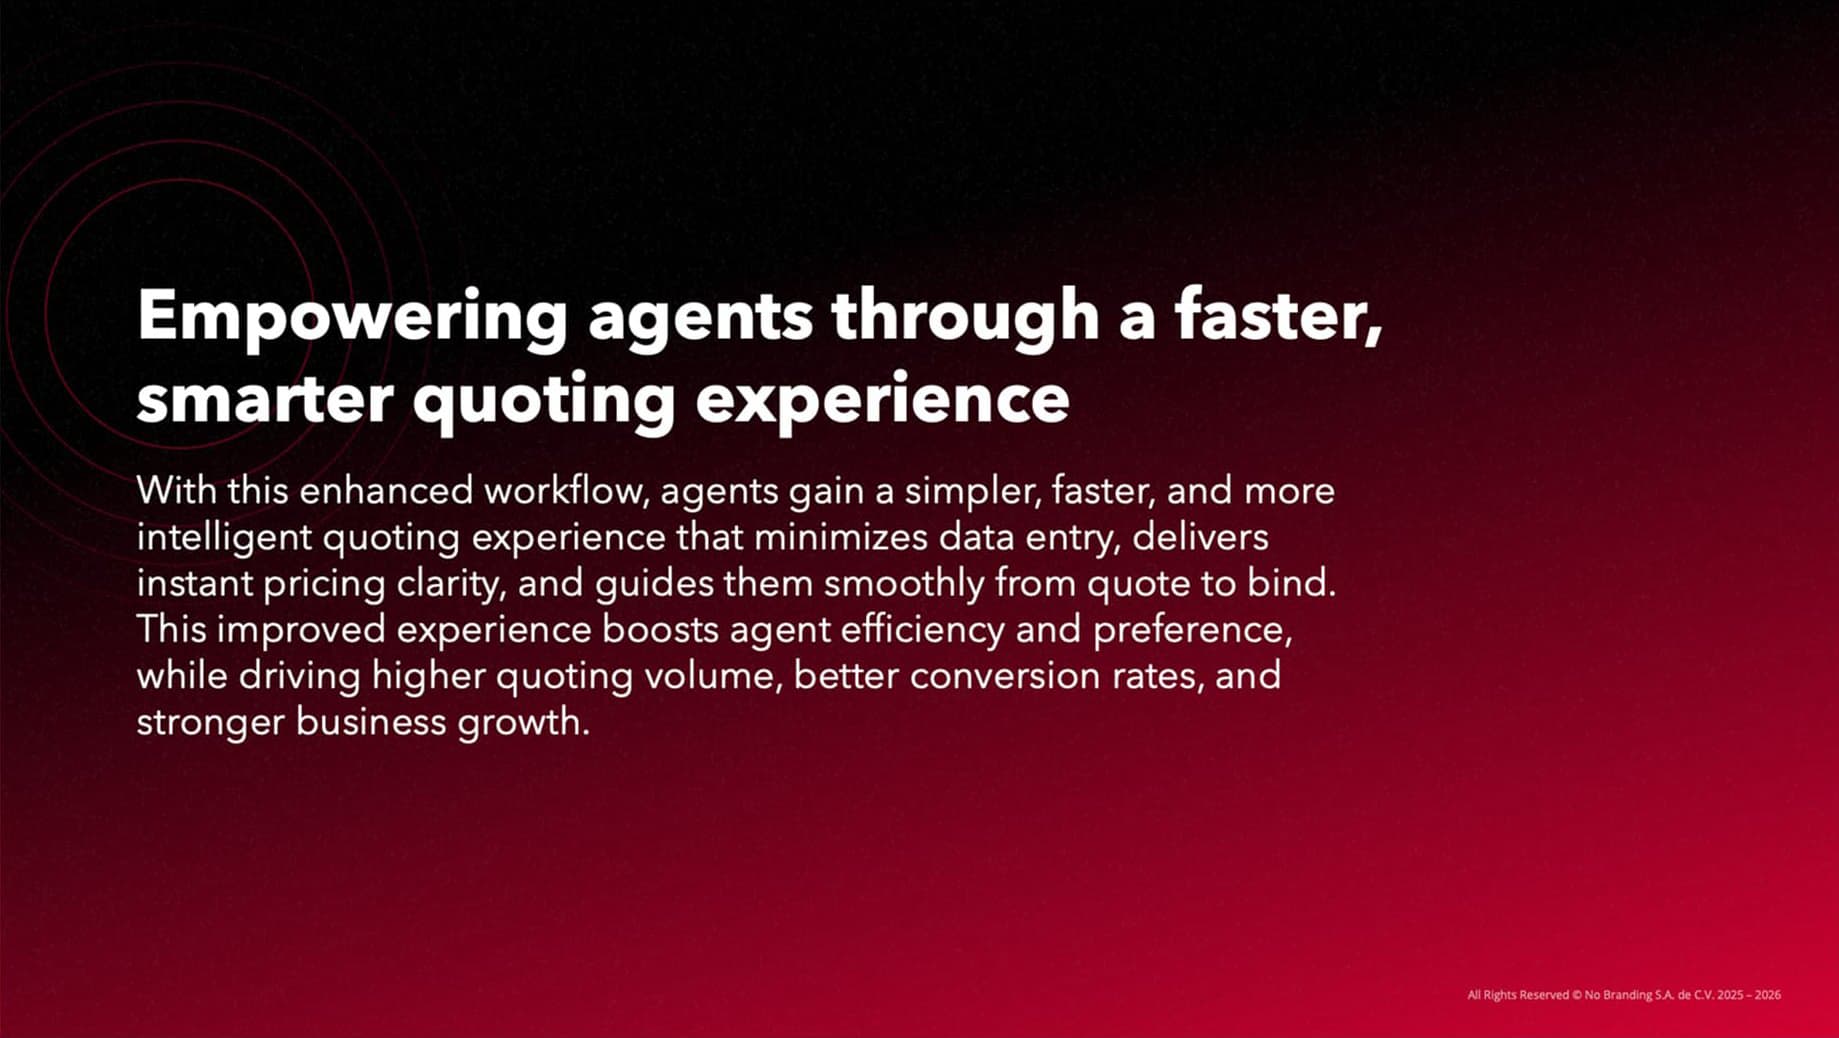 Empowering agents through a faster,
smarter quoting experience
With this enhanced workflow, agents gain a simpler, faster, and more
intelligent quoting experience that minimizes data entry, delivers
instant pricing clarity, and guides them smoothly from quote to bind.
This improved experience boosts agent efficiency and preference,
while driving higher quoting volume, better conversion rates, and
stronger business growth.
All Rights Reserved © No Branding S.A. de C.V. 2025 – 2026